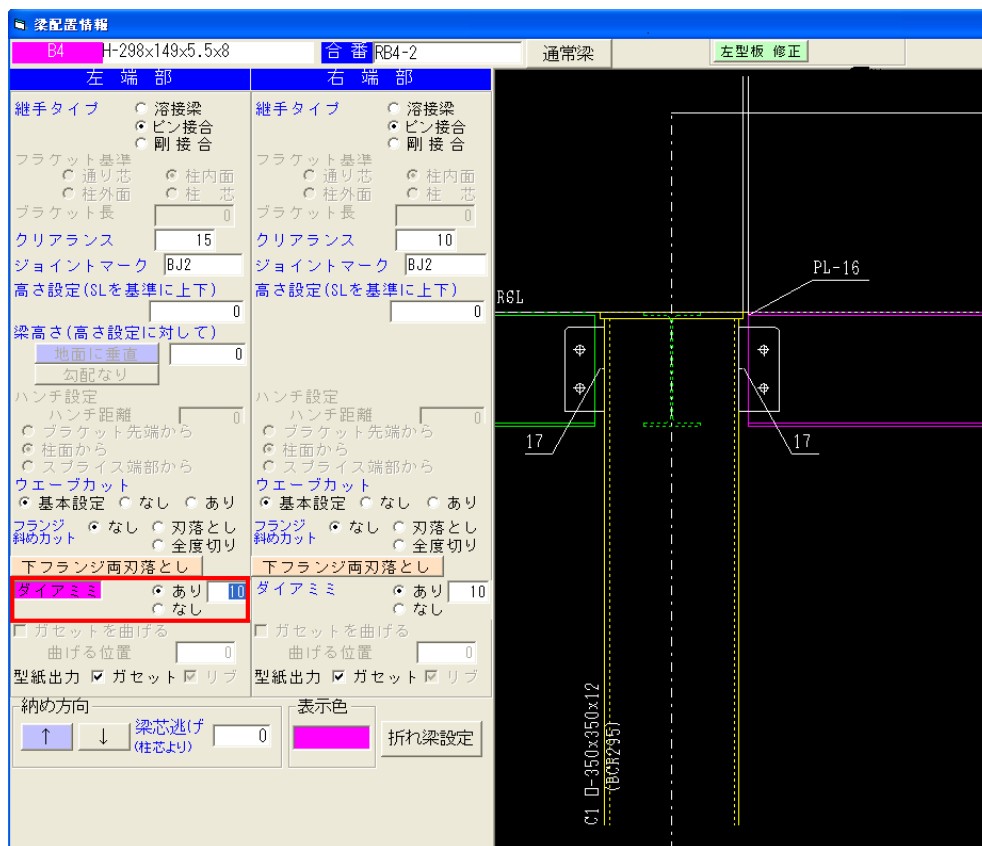 梁配置情報
B4 H-298x149x5.5x8 合 番 RB4-2 通常梁 左型板 修正
左 端 部 右 端 部
継手タイプ 溶接梁 継手タイプ 溶接梁
ピン接合 ピン接合
剛 接 合 剛 接 合
ブラケット基準 ブラケット基準
通り芯 柱内面 通り芯 柱内面
柱外面 柱 芯 柱外面 柱 芯
ブラケット長 0 ブラケット長 0
クリアランス 15 クリアランス 10
ジョイントマーク BJ2 ジョイントマーク BJ2
高さ設定(SLを基準に上下) 高さ設定(SLを基準に上下)
0 0
梁高さ(高さ設定に対して)
地面に垂直 0
勾配なり
ハンチ設定 ハンチ設定
ハンチ距離 0 ハンチ距離 0
ブラケット先端から ブラケット先端から
柱面から 柱面から
スプライス端部から スプライス端部から
ウエーブカット ウエーブカット
基本設定 なし あり 基本設定 なし あり
フランジ斜めカット なし 刃落とし フランジ斜めカット なし 刃落とし
全度切り 全度切り
下フランジ両刃落とし 下フランジ両刃落とし
ダイアミミ あり 10 ダイアミミ あり 10
なし なし
ガセットを曲げる ガセットを曲げる
曲げる位置 0 曲げる位置 0
型紙出力 ガセット リブ 型紙出力 ガセット リブ
納め方向 表示色
↑ ↓ 梁芯逃げ 0 折れ梁設定
(柱芯より)
PL-16
RGL
17 17
C1 □-350x350x12
(BCR295)